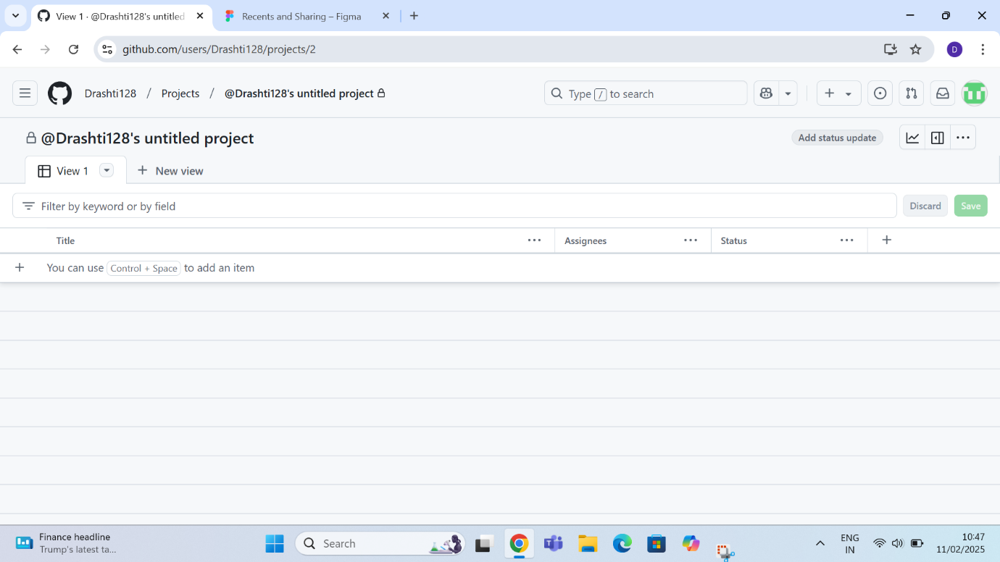 View 1 · @Drashti128's untitled
Recents and Sharing – Figma
github.com/users/Drashti128/projects/2
D
Drashti128 / Projects / @Drashti128's untitled project
Type / to search
@Drashti128's untitled project
Add status update
View 1
New view
Filter by keyword or by field
Discard
Save
Title
Assignees
Status
You can use Control + Space to add an item
Finance headline
Trump's latest ta...
Search
ENG
IN
10:47
11/02/2025